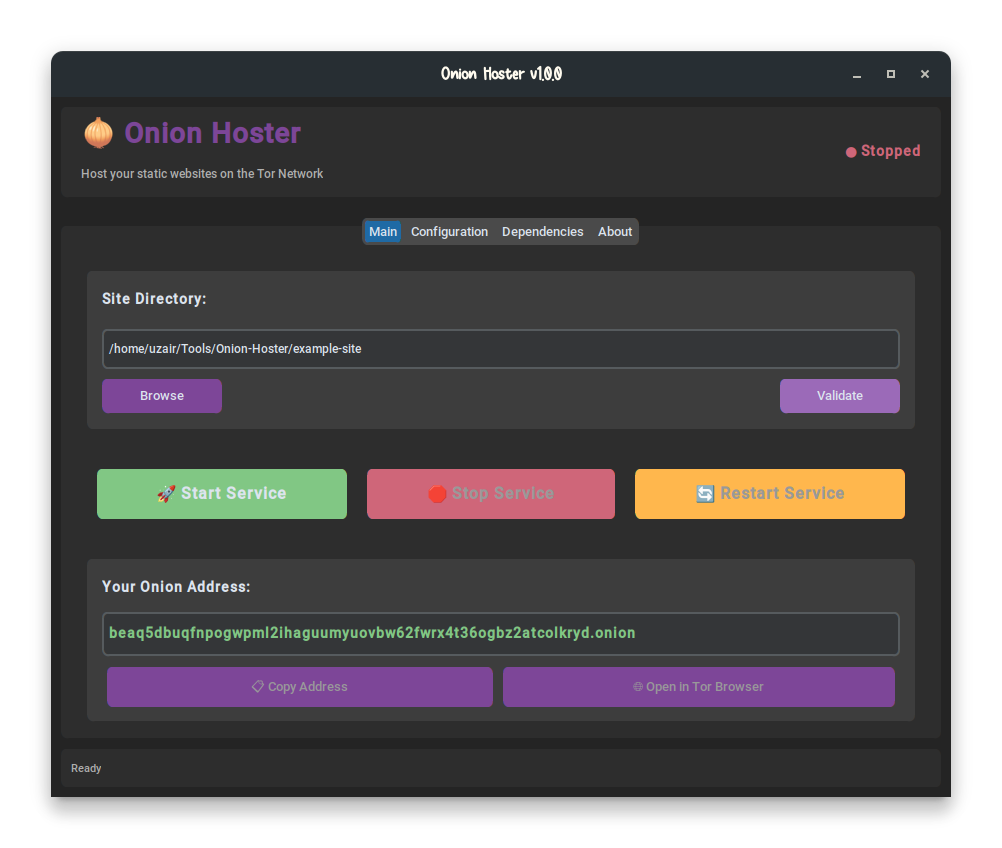 Onion Hoster v1.0.0
Onion Hoster
Host your static websites on the Tor Network
Stopped
Main Configuration Dependencies About
Site Directory:
/home/uzair/Tools/Onion-Hoster/example-site
Browse Validate
Start Service Stop Service Restart Service
Your Onion Address:
beaq5dbuqfnpogwpml2ihaguumyuovbw62fwrx4t36ogbz2atcolkryd.onion
Copy Address Open in Tor Browser
Ready